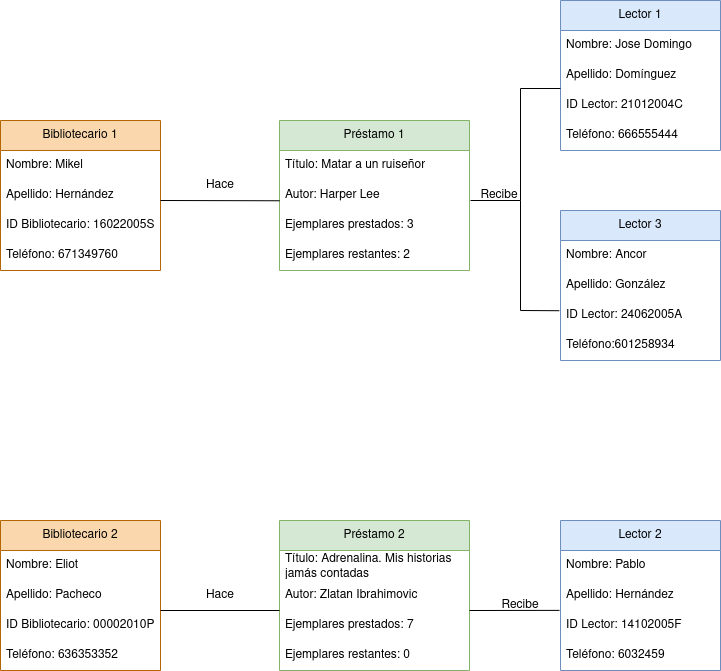 Lector 1
Nombre: Jose Domingo
Apellido: Domínguez
ID Lector: 21012004C
Teléfono: 666555444
Bibliotecario 1
Nombre: Mikel
Apellido: Hernández
ID Bibliotecario: 16022005S
Teléfono: 671349760
Hace
Préstamo 1
Título: Matar a un ruiseñor
Autor: Harper Lee
Ejemplares prestados: 3
Ejemplares restantes: 2
Recibe
Lector 3
Nombre: Ancor
Apellido: González
ID Lector: 24062005A
Teléfono:601258934
Bibliotecario 2
Nombre: Eliot
Apellido: Pacheco
ID Bibliotecario: 00002010P
Teléfono: 636353352
Hace
Préstamo 2
Título: Adrenalina. Mis historias
jamás contadas
Autor: Zlatan Ibrahimovic
Ejemplares prestados: 7
Ejemplares restantes: 0
Recibe
Lector 2
Nombre: Pablo
Apellido: Hernández
ID Lector: 14102005F
Teléfono: 6032459